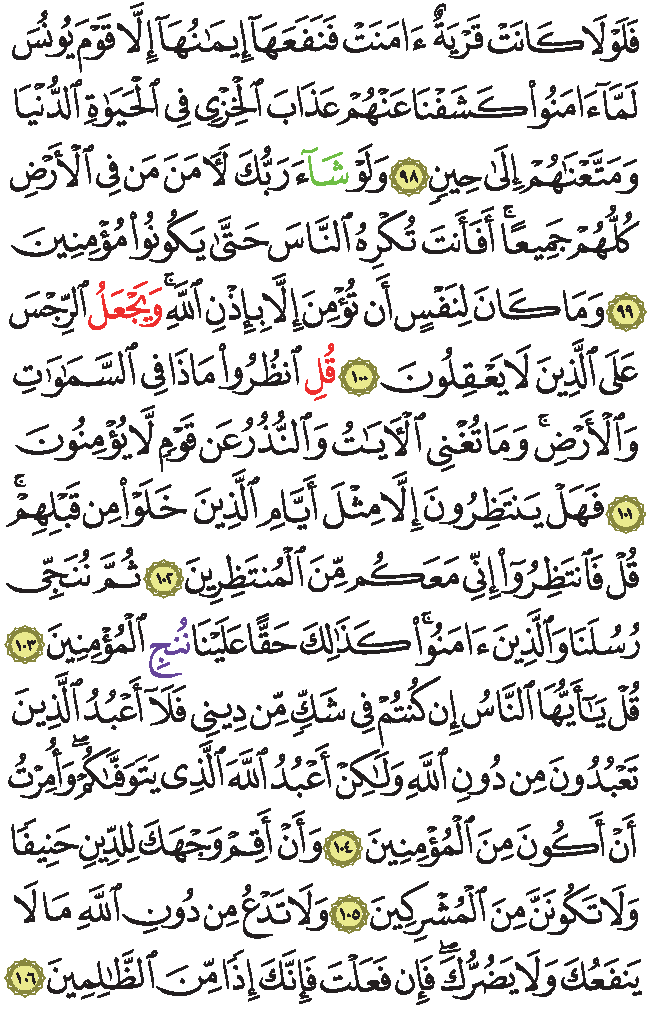 فَلَوْلَا كَانَتْ قَرْيَةٌ ءَامَنَتْ فَنَفَعَهَآ إِيمَٰنُهَآ إِلَّا قَوْمَ يُونُسَ
لَمَّآ ءَامَنُوا۟ كَشَفْنَا عَنْهُمْ عَذَابَ ٱلْخِزْىِ فِى ٱلْحَيَوٰةِ ٱلدُّنْيَا
وَمَتَّعْنَٰهُمْ إِلَىٰ حِينٍ ٩٨ وَلَوْ شَآءَ رَبُّكَ لَـَٔامَنَ مَن فِى ٱلْأَرْضِ
كُلُّهُمْ جَمِيعًا ۚ أَفَأَنتَ تُكْرِهُ ٱلنَّاسَ حَتَّىٰ يَكُونُوا۟ مُؤْمِنِينَ
٩٩ وَمَا كَانَ لِنَفْسٍ أَن تُؤْمِنَ إِلَّا بِإِذْنِ ٱللَّهِ ۚ وَيَجْعَلُ ٱلرِّجْسَ
عَلَى ٱلَّذِينَ لَا يَعْقِلُونَ ١٠٠ قُلِ ٱنظُرُوا۟ مَاذَا فِى ٱلسَّمَٰوَٰتِ
وَٱلْأَرْضِ ۚ وَمَا تُغْنِى ٱلْـَٔايَٰتُ وَٱلنُّذُرُ عَن قَوْمٍ لَّا يُؤْمِنُونَ
١٠١ فَهَلْ يَنتَظِرُونَ إِلَّا مِثْلَ أَيَّامِ ٱلَّذِينَ خَلَوْا۟ مِن قَبْلِهِمْ ۚ
قُلْ فَٱنتَظِرُوٓا۟ إِنِّى مَعَكُم مِّنَ ٱلْمُنتَظِرِينَ ١٠٢ ثُمَّ نُنَجِّى
رُسُلَنَا وَٱلَّذِينَ ءَامَنُوا۟ ۚ كَذَٰلِكَ حَقًّا عَلَيْنَا نُنجِ ٱلْمُؤْمِنِينَ ١٠٣
قُلْ يَٰٓأَيُّهَا ٱلنَّاسُ إِن كُنتُمْ فِى شَكٍّ مِّن دِينِى فَلَآ أَعْبُدُ ٱلَّذِينَ
تَعْبُدُونَ مِن دُونِ ٱللَّهِ وَلَٰكِنْ أَعْبُدُ ٱللَّهَ ٱلَّذِى يَتَوَفَّىٰكُمْ ۖ وَأُمِرْتُ
أَنْ أَكُونَ مِنَ ٱلْمُؤْمِنِينَ ١٠٤ وَأَنْ أَقِمْ وَجْهَكَ لِلدِّينِ حَنِيفًا
وَلَا تَكُونَنَّ مِنَ ٱلْمُشْرِكِينَ ١٠٥ وَلَا تَدْعُ مِن دُونِ ٱللَّهِ مَا لَا
يَنفَعُكَ وَلَا يَضُرُّكَ ۖ فَإِن فَعَلْتَ فَإِنَّكَ إِذًا مِّنَ ٱلظَّٰلِمِينَ ١٠٦